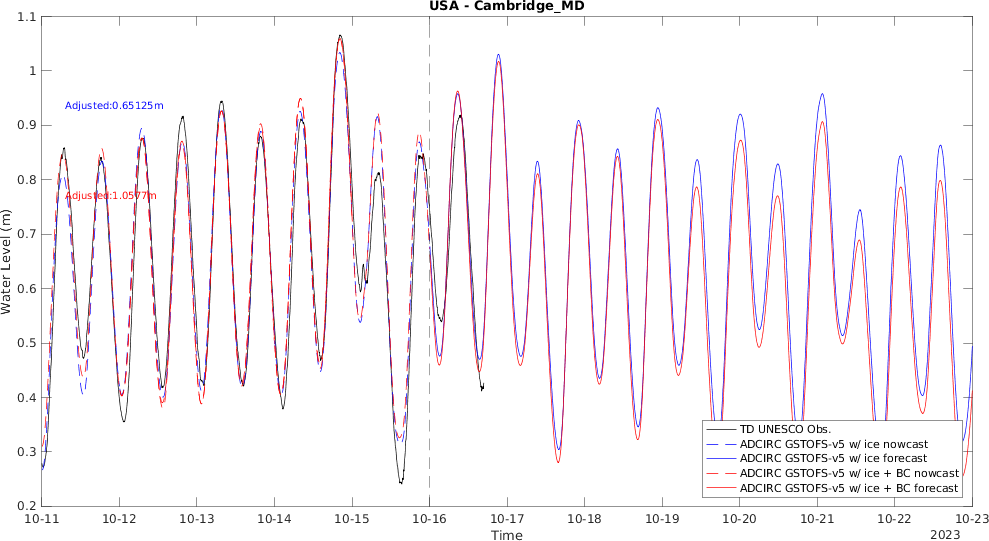 USA - Cambridge_MD
1.1
1
0.9
0.8
0.7
0.6
0.5
0.4
0.3
0.2
Water Level (m)
Adjusted:0.65125m
Adjusted:1.0577m
TD UNESCO Obs.
ADCIRC GSTOFS-v5 w/ ice nowcast
ADCIRC GSTOFS-v5 w/ ice forecast
ADCIRC GSTOFS-v5 w/ ice + BC nowcast
ADCIRC GSTOFS-v5 w/ ice + BC forecast
10-11 10-12 10-13 10-14 10-15 10-16 10-17 10-18 10-19 10-20 10-21 10-22 10-23
Time
2023